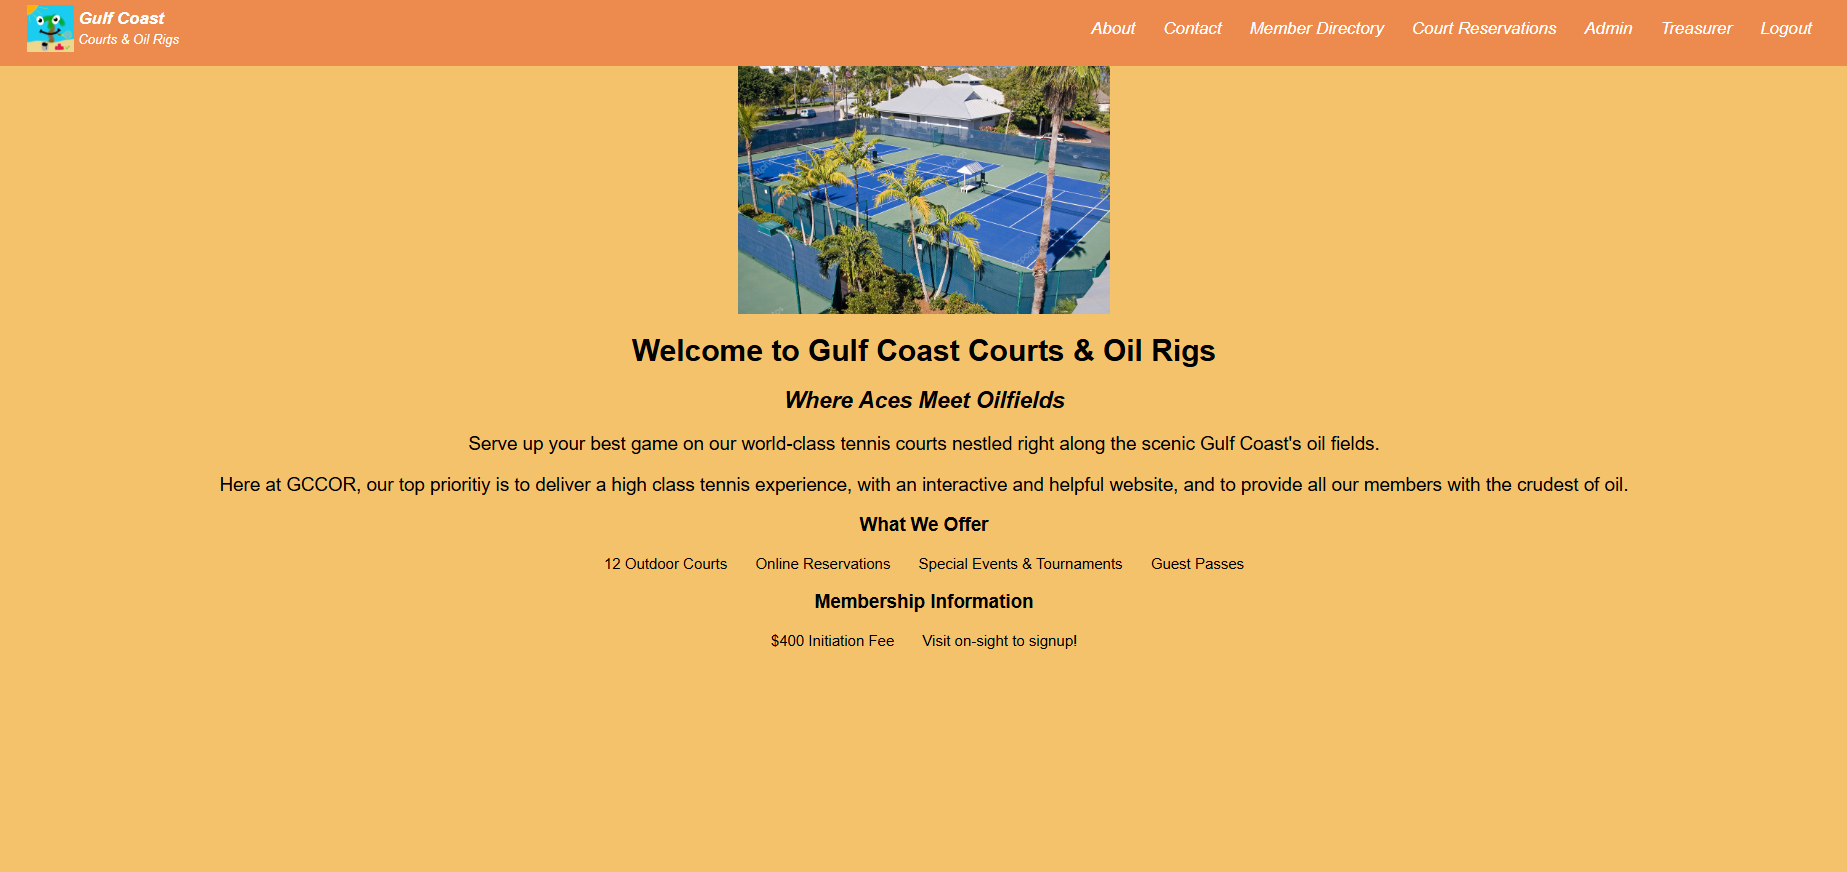 Gulf Coast
Courts & Oil Rigs
About Contact Member Directory Court Reservations Admin Treasurer Logout
Welcome to Gulf Coast Courts & Oil Rigs
Where Aces Meet Oilfields
Serve up your best game on our world-class tennis courts nestled right along the scenic Gulf Coast's oil fields.
Here at GCCOR, our top prioritiy is to deliver a high class tennis experience, with an interactive and helpful website, and to provide all our members with the crudest of oil.
What We Offer
12 Outdoor Courts Online Reservations Special Events & Tournaments Guest Passes
Membership Information
$400 Initiation Fee Visit on-sight to signup!